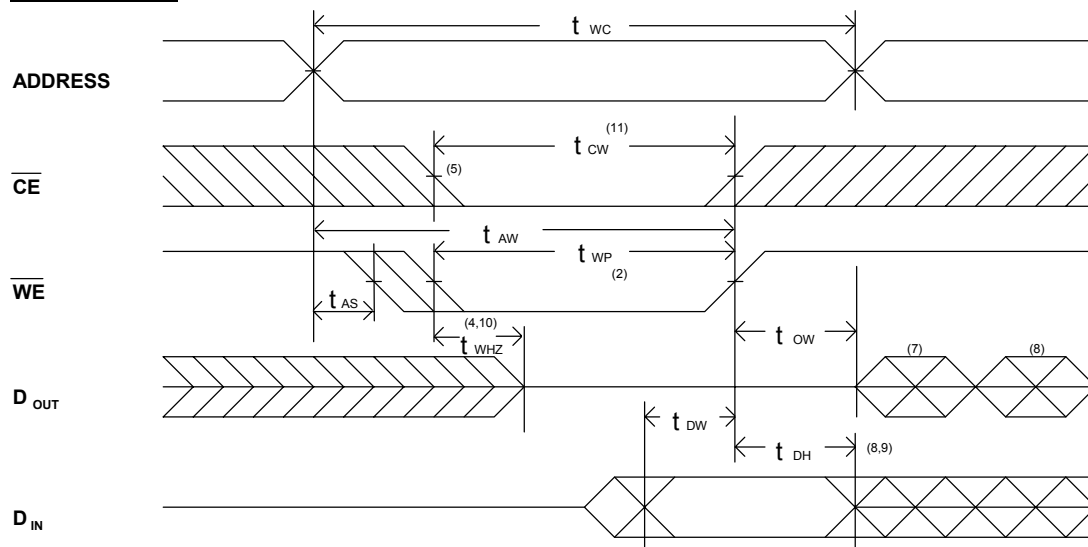 t WC
ADDRESS
(11)
t CW
(5)
CE
t AW
t WP
(2)
WE
t AS
(4,10)
t WHZ
t OW
(7)
(8)
D OUT
t DW
t DH
(8,9)
D IN